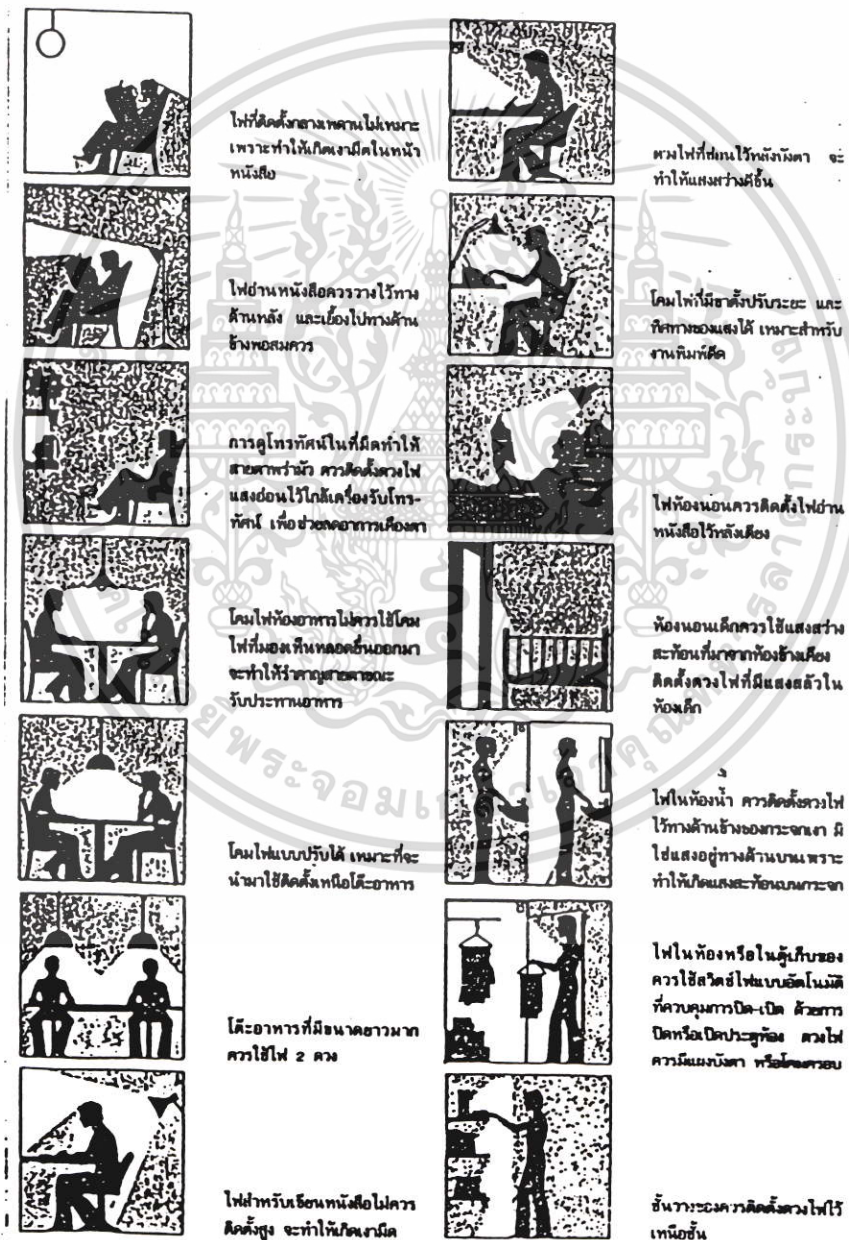 ไฟที่ติดตั้งกลางเพดานไม่เหมาะ
เพราะทำให้เกิดเงามืดในหน้า
หนังสือ
ไฟอ่านหนังสือควรวางไว้ทาง
ด้านหลัง และเยื้องไปทางด้าน
ข้างพอสมควร
การดูโทรทัศน์ในที่มืดทำให้
สายตาพร่ามัว ควรติดตั้งดวงไฟ
แสงอ่อนไว้ใกล้เครื่องรับโทร-
ทัศน์ เพื่อช่วยลดอาการเคืองตา
โคมไฟห้องอาหารไม่ควรใช้โคม
ไฟที่มองเห็นหลอดยื่นออกมา
จะทำให้รำคาญสายตาขณะ
รับประทานอาหาร
โคมไฟแบบปรับได้ เหมาะที่จะ
นำมาใช้ติดตั้งเหนือโต๊ะอาหาร
โต๊ะอาหารที่มีขนาดยาวมาก
ควรใช้ไฟ 2 ดวง
ไฟสำหรับเขียนหนังสือไม่ควร
ติดตั้งสูง จะทำให้เกิดเงามืด
ดวงไฟที่ซ่อนไว้หลังบังตา จะ
ทำให้แสงสว่างดีขึ้น
โคมไฟที่มีขาตั้งปรับระยะ และ
ทิศทางของแสงได้ เหมาะสำหรับ
งานพิมพ์ดีด
ไฟห้องนอนควรติดตั้งไฟอ่าน
หนังสือไว้หลังเตียง
ห้องนอนเด็กควรใช้แสงสว่าง
สะท้อนที่มาจากห้องข้างเคียง
ติดตั้งดวงไฟที่มีแสงสลัวใน
ห้องเด็ก
ไฟในห้องน้ำ ควรติดตั้งดวงไฟ
ไว้ทางด้านข้างของกระจกเงา มิ
ใช่แสงอยู่ทางด้านบนเพราะ
ทำให้เกิดแสงสะท้อนบนกระจก
ไฟในห้องหรือในตู้เก็บของ
ควรใช้สวิตช์ไฟแบบอัตโนมัติ
ที่ควบคุมการปิด-เปิด ด้วยการ
ปิดหรือเปิดประตูห้อง ดวงไฟ
ควรมีแผงบังตา หรือโคมครอบ
ชั้นวางของควรติดตั้งดวงไฟไว้
เหนือชั้น